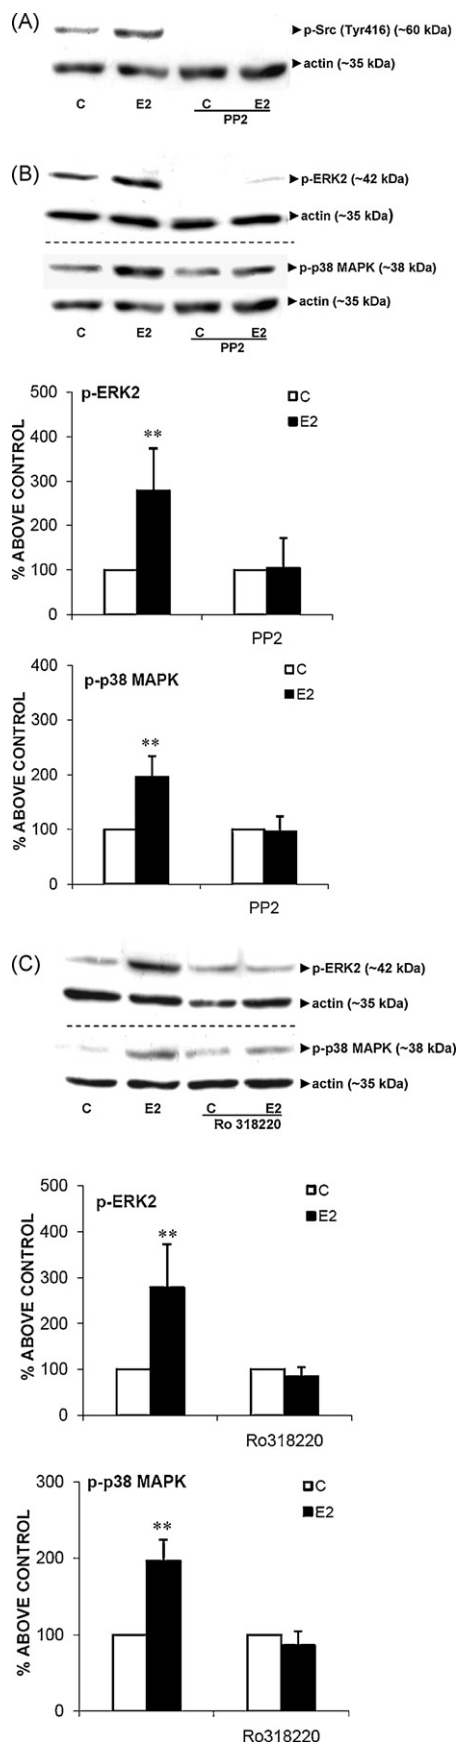 (A)
p-Src (Tyr416) (~60 kDa)
actin (~35 kDa)
C E2 C E2
PP2
(B)
p-ERK2 (~42 kDa)
actin (~35 kDa)
p-p38 MAPK (~38 kDa)
actin (~35 kDa)
C E2 C E2
PP2
p-ERK2
C
E2
% ABOVE CONTROL
500
400
300
200
100
0
**
PP2
p-p38 MAPK
C
E2
% ABOVE CONTROL
400
300
200
100
0
**
PP2
(C)
p-ERK2 (~42 kDa)
actin (~35 kDa)
p-p38 MAPK (~38 kDa)
actin (~35 kDa)
C E2 C E2
Ro 318220
p-ERK2
C
E2
% ABOVE CONTROL
500
400
300
200
100
0
**
Ro318220
p-p38 MAPK
C
E2
% ABOVE CONTROL
300
200
100
0
**
Ro318220